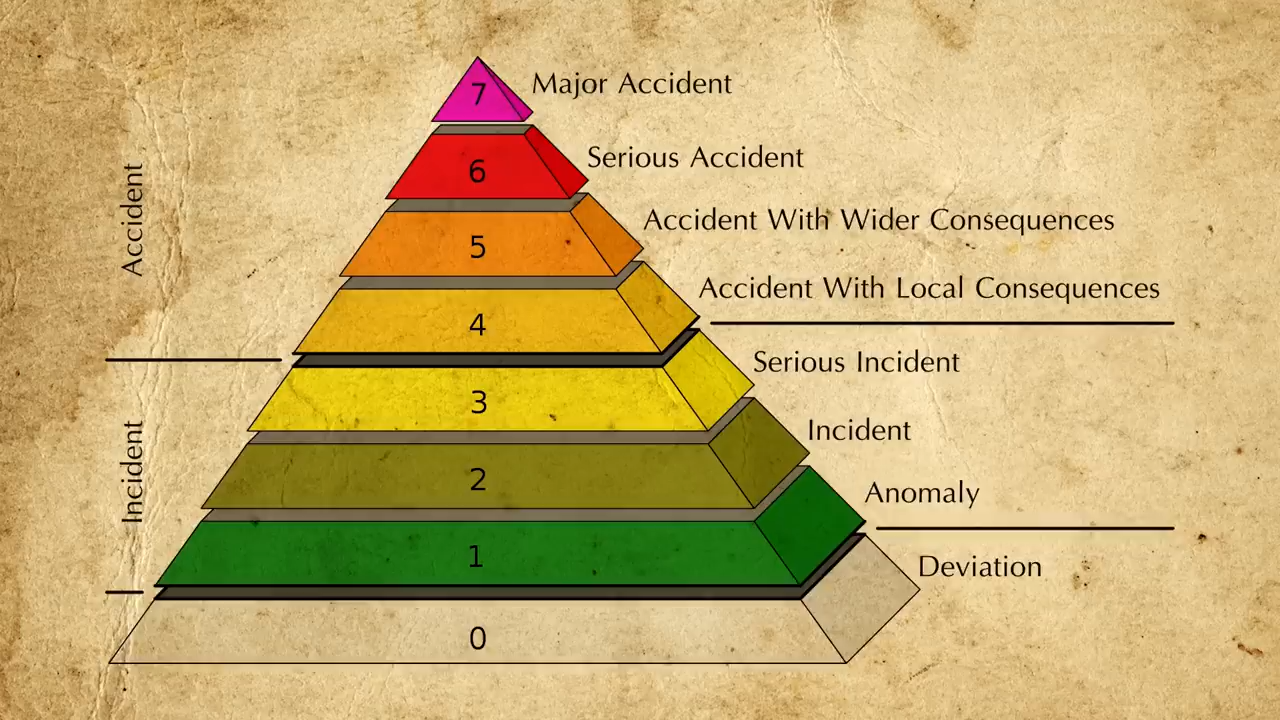 7 Major Accident
6 Serious Accident
5 Accident With Wider Consequences
4 Accident With Local Consequences
3 Serious Incident
2 Incident
1 Anomaly
0 Deviation
Accident
Incident